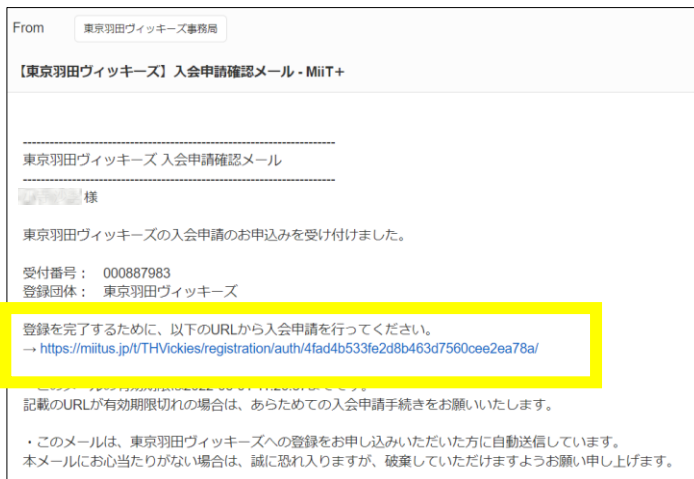 From 東京羽田ヴィッキーズ事務局
【東京羽田ヴィッキーズ】入会申請確認メール - MiiT+
----------------------------------------------------------------------
東京羽田ヴィッキーズ 入会申請確認メール
----------------------------------------------------------------------
様
東京羽田ヴィッキーズの入会申請のお申込みを受け付けました。
受付番号： 000887983
登録団体： 東京羽田ヴィッキーズ
登録を完了するために、以下のURLから入会申請を行ってください。
→ https://miitus.jp/t/THVickies/registration/auth/4fad4b533fe2d8b463d7560cee2ea78a/
記載のURLが有効期限切れの場合は、あらためての入会申請手続きをお願いいたします。
・このメールは、東京羽田ヴィッキーズへの登録をお申し込みいただいた方に自動送信しています。
本メールにお心当たりがない場合は、誠に恐れ入りますが、破棄していただけますようお願い申し上げます。